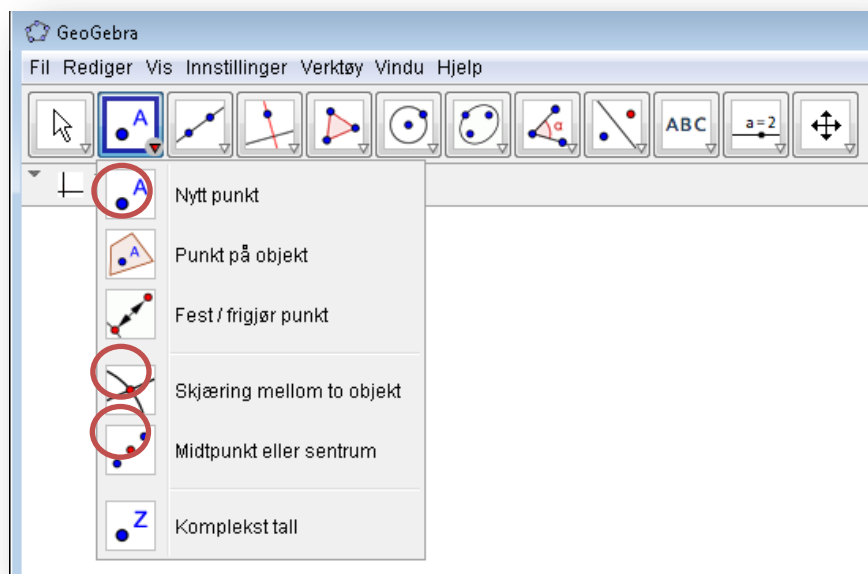 GeoGebra
Fil Rediger Vis Innstillinger Verktøy Vindu Hjelp
A α ABC a=2
A Nytt punkt
A Punkt på objekt
Fest / frigjør punkt
Skjæring mellom to objekt
Midtpunkt eller sentrum
Z Komplekst tall